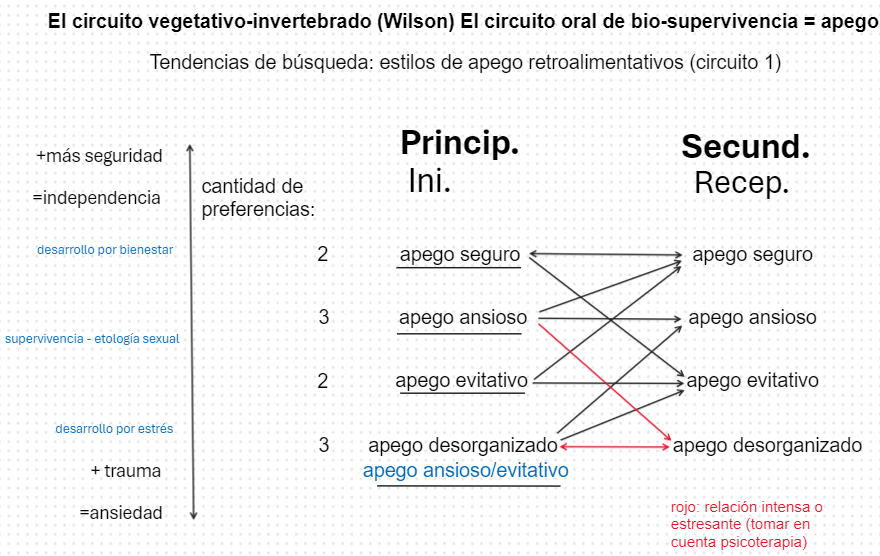 El circuito vegetativo-invertebrado (Wilson) El circuito oral de bio-supervivencia = apego
Tendencias de búsqueda: estilos de apego retroalimentativos (circuito 1)
Princip.
Ini.
Secund.
Recep.
+más seguridad
=independencia
cantidad de
preferencias:
desarrollo por bienestar
2
apego seguro
apego seguro
3
apego ansioso
apego ansioso
supervivencia - etología sexual
2
apego evitativo
apego evitativo
desarrollo por estrés
3
apego desorganizado
apego desorganizado
+ trauma
apego ansioso/evitativo
=ansiedad
rojo: relación intensa o
estresante (tomar en
cuenta psicoterapia)